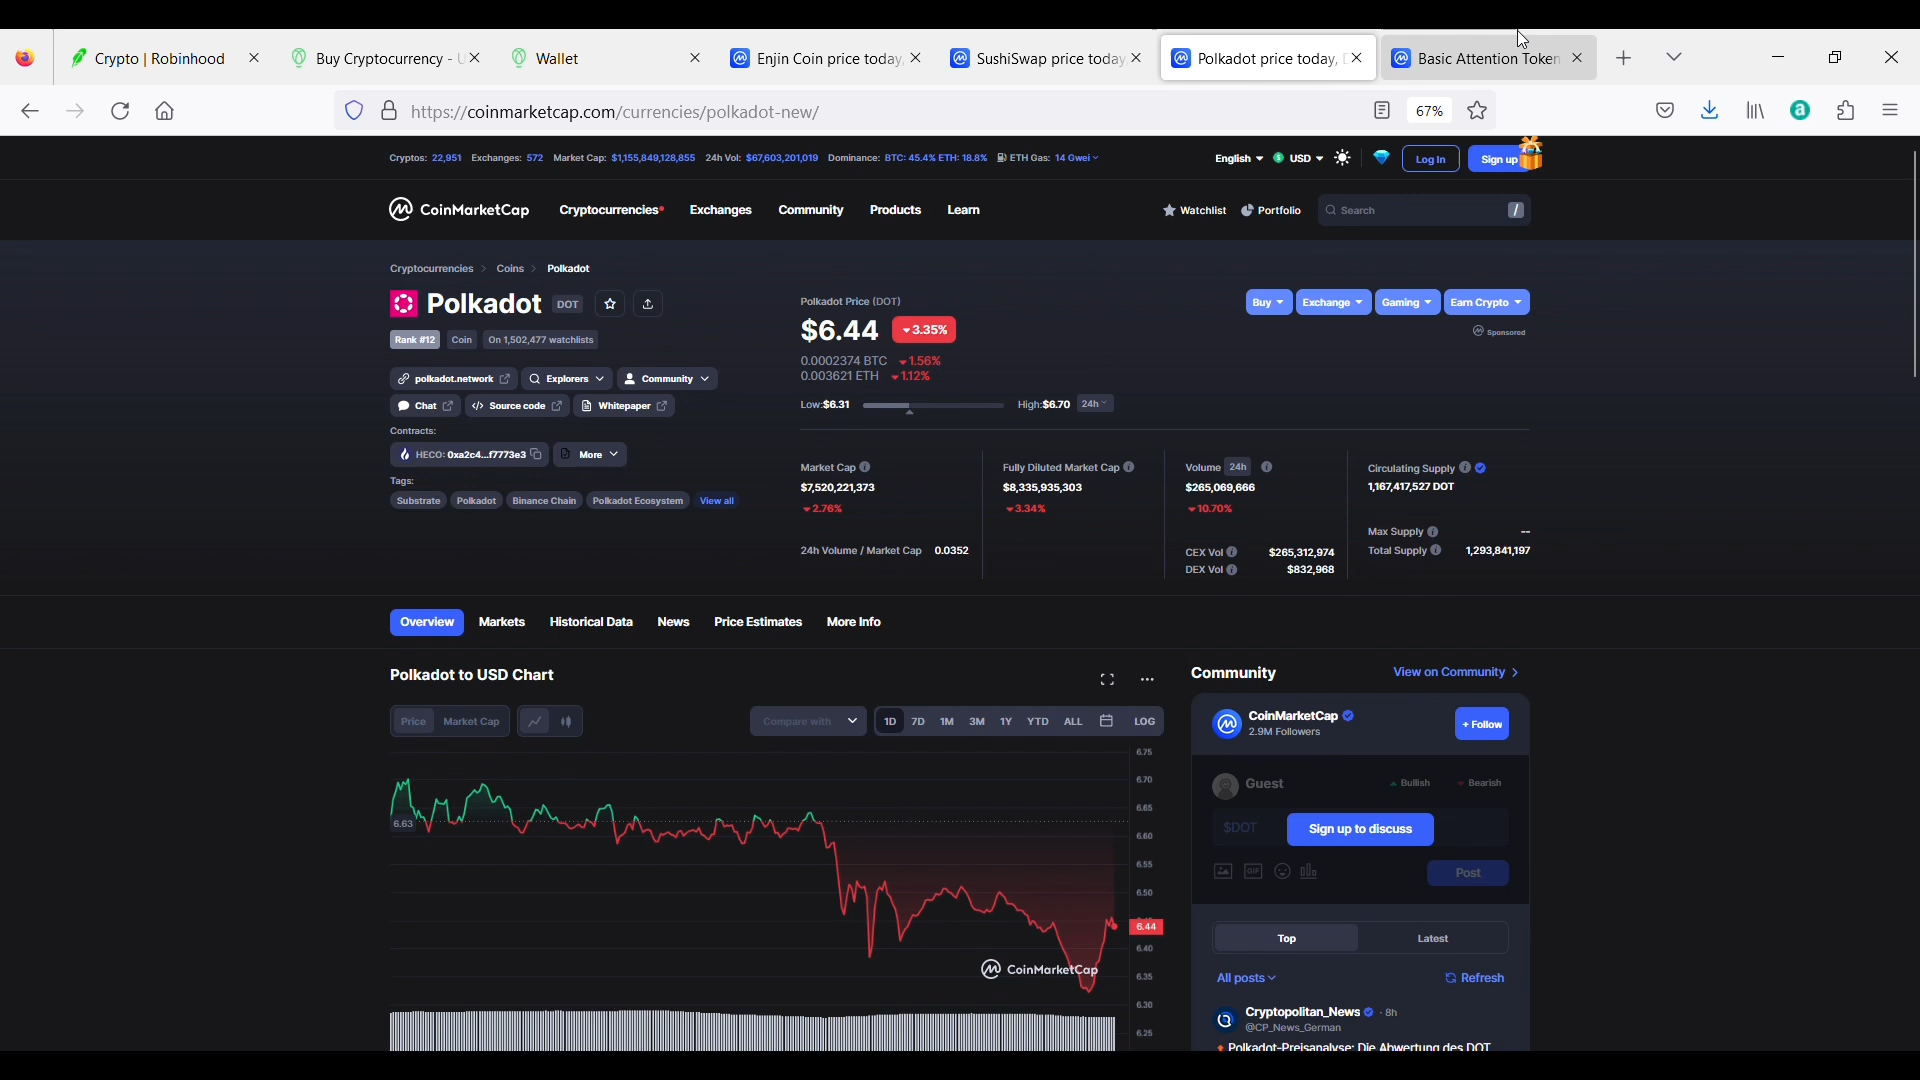 Crypto | Robinhood
Buy Cryptocurrency - U
Wallet
Enjin Coin price today,
SushiSwap price today
Polkadot price today,
Basic Attention Token
https://coinmarketcap.com/currencies/polkadot-new/
67%
Cryptos: 22,951 Exchanges: 572 Market Cap: $1,155,849,128,855 24h Vol: $67,603,201,019 Dominance: BTC: 45.4% ETH: 18.8% ETH Gas: 14 Gwei
English USD Log In Sign up
CoinMarketCap Cryptocurrencies Exchanges Community Products Learn
Watchlist Portfolio Search /
Cryptocurrencies Coins Polkadot
Polkadot DOT
Rank #12 Coin On 1,502,477 watchlists
polkadot.network Explorers Community
Chat Source code Whitepaper
Contracts:
HECO: 0xa2c4...f7773e3 More
Tags:
Substrate Polkadot Binance Chain Polkadot Ecosystem View all
Polkadot Price (DOT)
$6.44 3.35%
0.0002374 BTC 1.56%
0.003621 ETH 1.12%
Low:$6.31 High:$6.70 24h
Buy Exchange Gaming Earn Crypto
Sponsored
Market Cap
$7,520,221,373
2.76%
24h Volume / Market Cap 0.0352
Fully Diluted Market Cap
$8,335,935,303
3.34%
Volume 24h
$265,069,666
10.70%
CEX Vol $265,312,974
DEX Vol $832,968
Circulating Supply
1,167,417,527 DOT
Max Supply --
Total Supply 1,293,841,197
Overview Markets Historical Data News Price Estimates More Info
Polkadot to USD Chart
Price Market Cap
Compare with
1D 7D 1M 3M 1Y YTD ALL LOG
6.75
6.70
6.65
6.60
6.55
6.50
6.44
6.40
6.35
6.30
6.25
6.63
CoinMarketCap
Community View on Community
CoinMarketCap
2.9M Followers
+ Follow
Guest Bullish Bearish
$DOT Sign up to discuss
GIF Post
Top Latest
All posts Refresh
Cryptopolitan_News · 8h
@CP_News_German
Polkadot-Preisanalyse: Die Abwertung des DOT